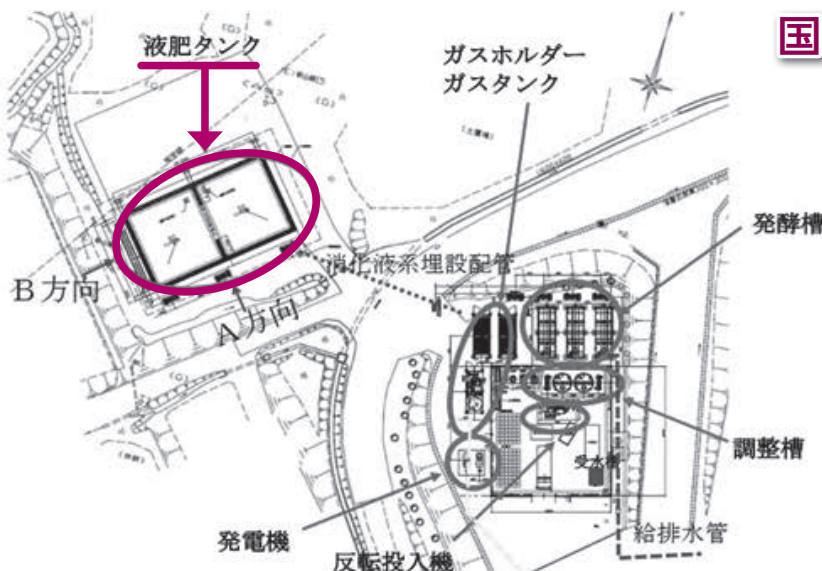 国
液肥タンク
ガスホルダー
ガスタンク
発酵槽
消化液系埋設配管
B方向
A方向
調整槽
受水槽
給排水管
発電機
反転投入機